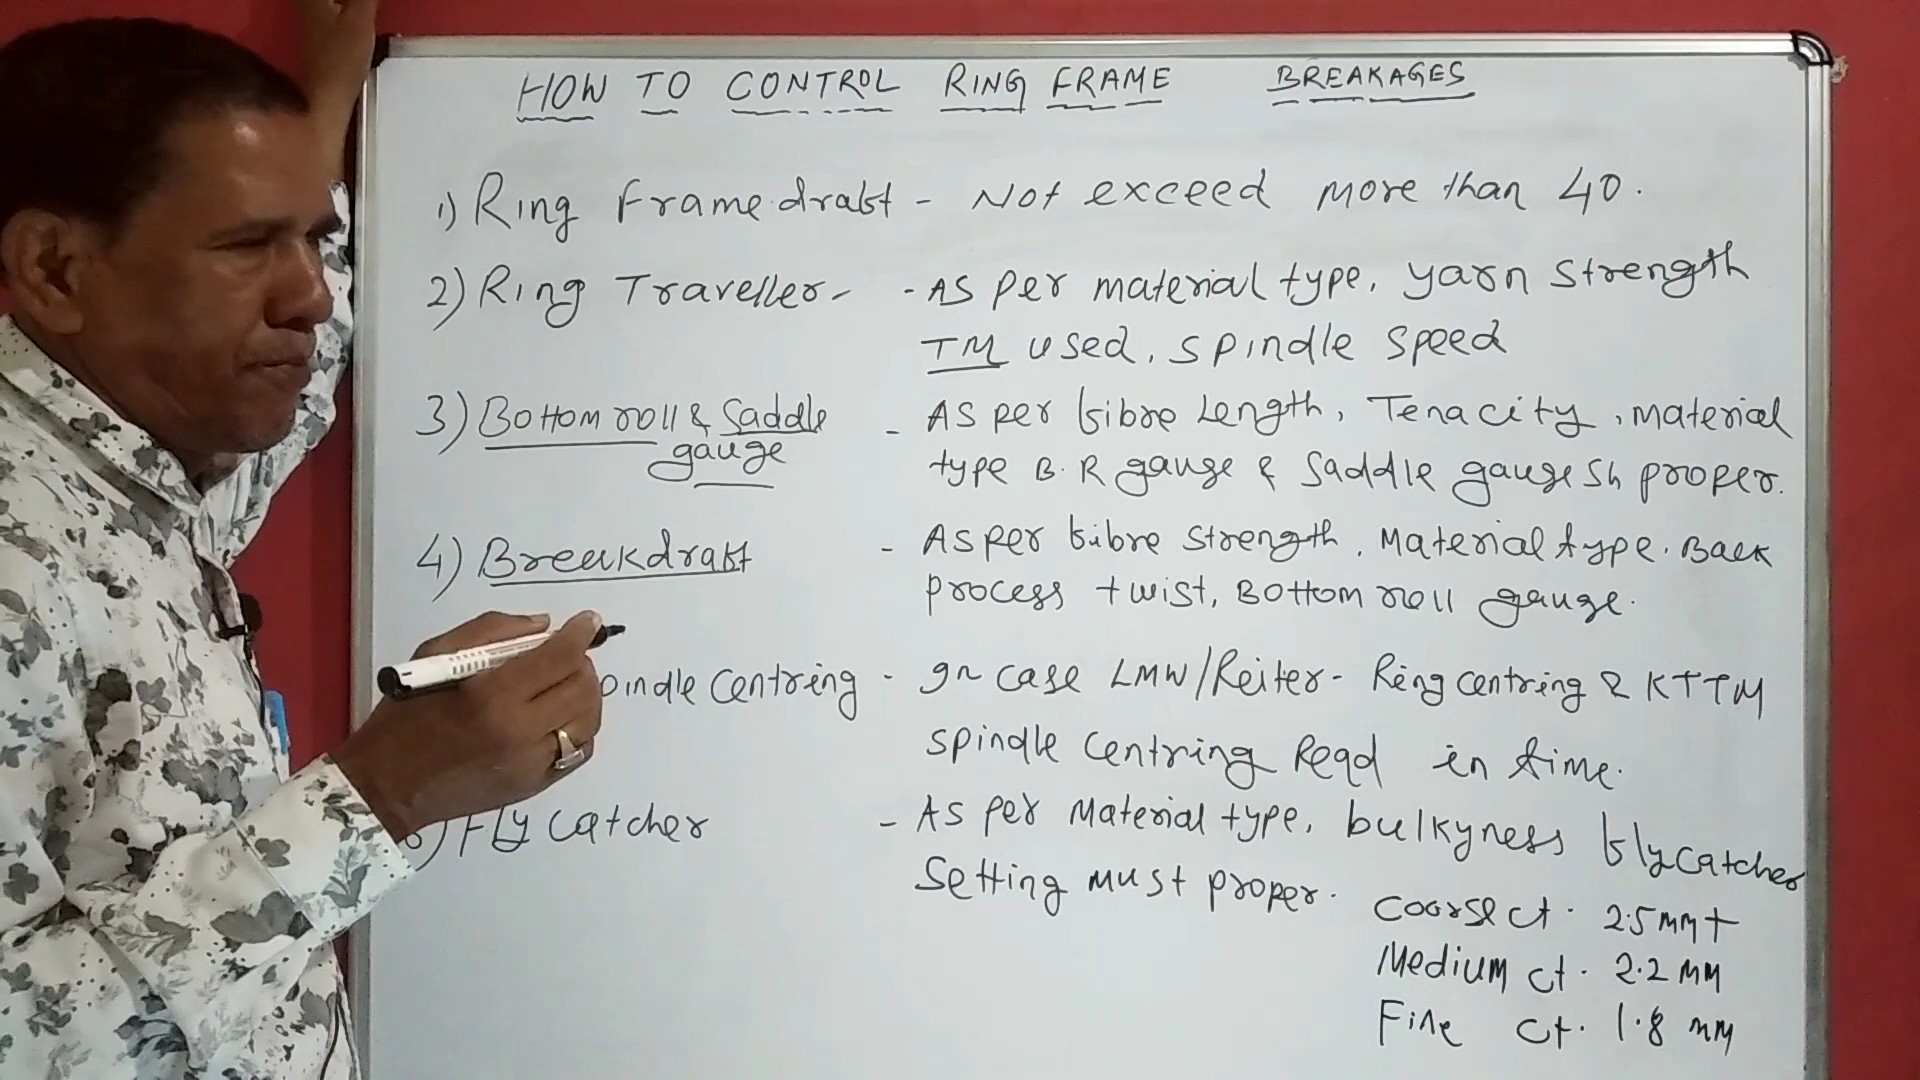 HOW TO CONTROL RING FRAME BREAKAGES
1) Ring Frame draft - Not exceed more than 40.
2) Ring Traveller - - As per material type, yarn strength
TM used, spindle speed
3) Bottom roll & Saddle gauge - As per fibre Length, Tenacity, material
type B.R gauge & Saddle gauge Sh proper.
4) Breakdraft - As per fibre strength, Material type. Back
process twist, Bottom roll gauge.
pindle Centring - In case LMW/Reiter - Ring centring & KTTM
spindle centring Reqd in time.
6) Fly Catcher - As per Material type, bulkyness flycatcher
Setting must proper.
Coarse ct. 2.5 mm+
Medium ct. 2.2 mm
Fine ct. 1.8 mm